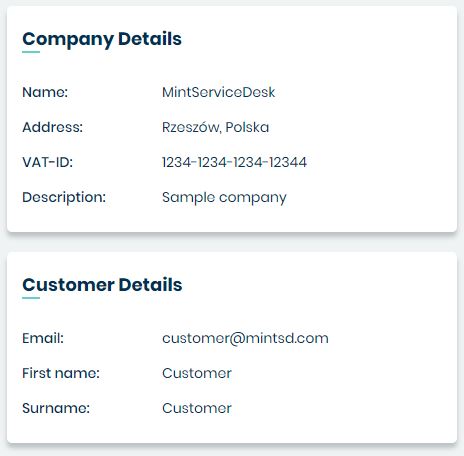 Company Details
Name: MintServiceDesk
Address: Rzeszów, Polska
VAT-ID: 1234-1234-1234-12344
Description: Sample company
Customer Details
Email: customer@mintsd.com
First name: Customer
Surname: Customer